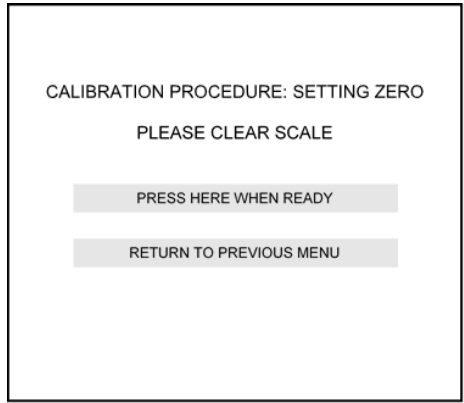 CALIBRATION PROCEDURE: SETTING ZERO
PLEASE CLEAR SCALE
PRESS HERE WHEN READY
RETURN TO PREVIOUS MENU